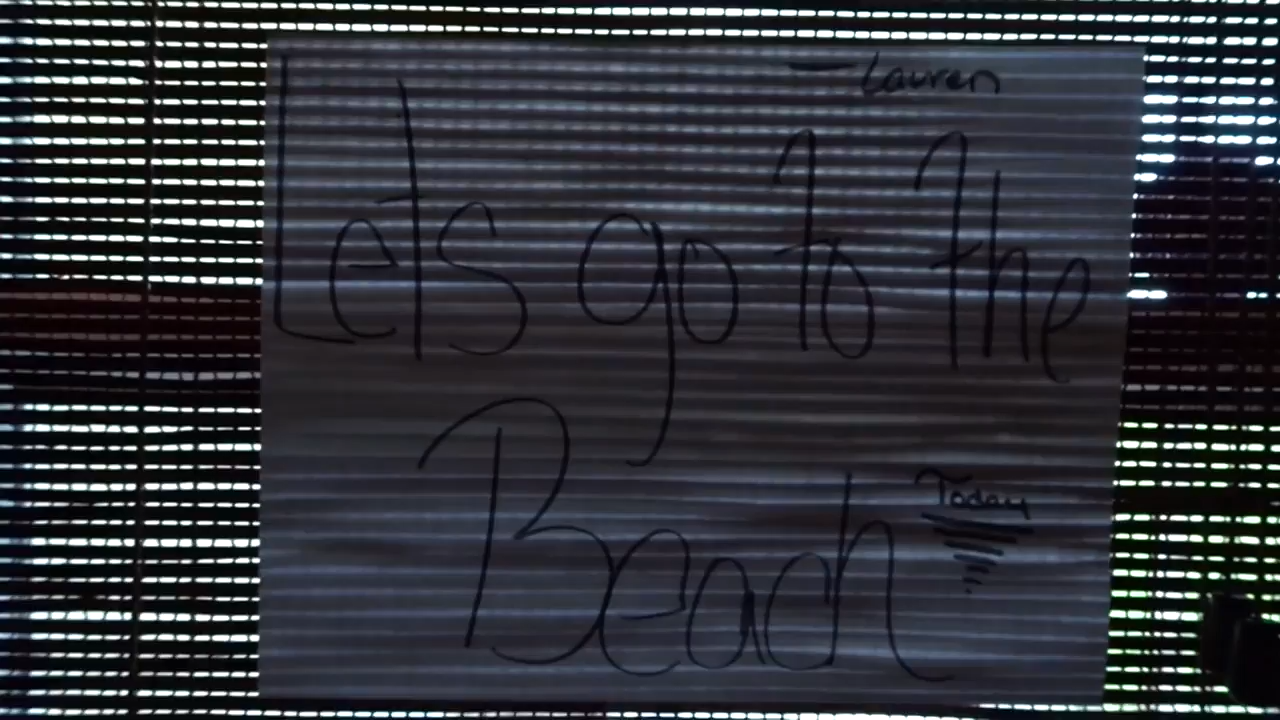 — Lauren
Lets go to the
Beach
Today